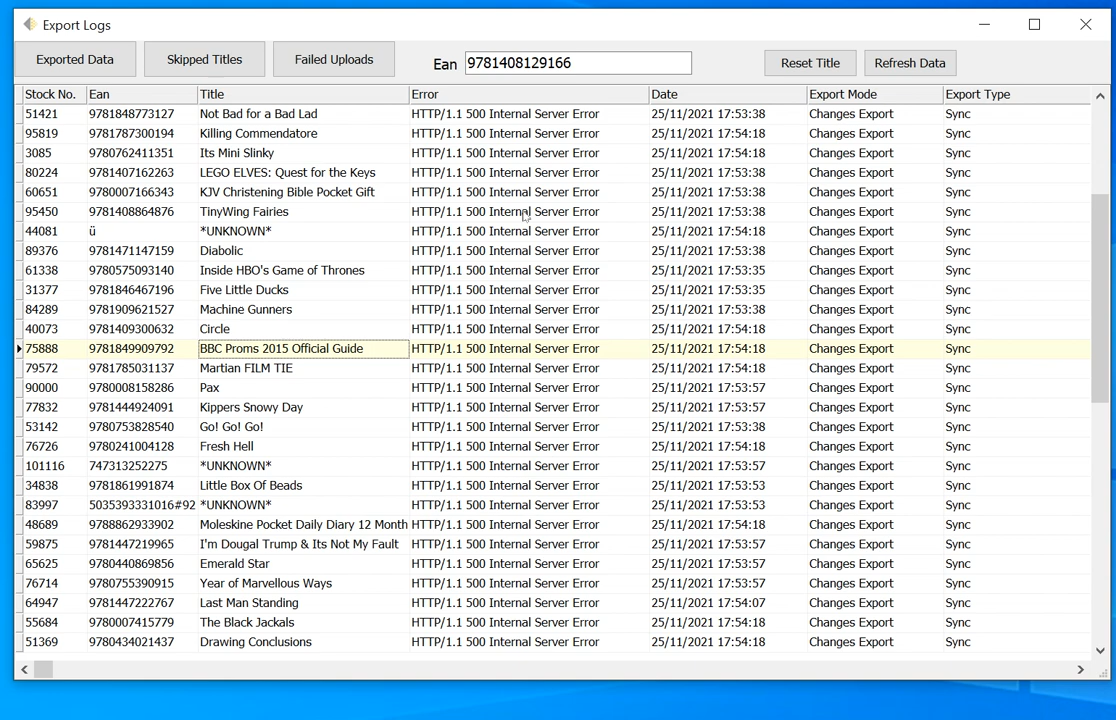 Export Logs
Exported Data Skipped Titles Failed Uploads Ean 9781408129166 Reset Title Refresh Data
Stock No. Ean Title Error Date Export Mode Export Type
51421 9781848773127 Not Bad for a Bad Lad HTTP/1.1 500 Internal Server Error 25/11/2021 17:53:38 Changes Export Sync
95819 9781787300194 Killing Commendatore HTTP/1.1 500 Internal Server Error 25/11/2021 17:54:18 Changes Export Sync
3085 9780762411351 Its Mini Slinky HTTP/1.1 500 Internal Server Error 25/11/2021 17:54:18 Changes Export Sync
80224 9781407162263 LEGO ELVES: Quest for the Keys HTTP/1.1 500 Internal Server Error 25/11/2021 17:53:38 Changes Export Sync
60651 9780007166343 KJV Christening Bible Pocket Gift HTTP/1.1 500 Internal Server Error 25/11/2021 17:53:38 Changes Export Sync
95450 9781408864876 TinyWing Fairies HTTP/1.1 500 Internal Server Error 25/11/2021 17:53:38 Changes Export Sync
44081 ü *UNKNOWN* HTTP/1.1 500 Internal Server Error 25/11/2021 17:54:18 Changes Export Sync
89376 9781471147159 Diabolic HTTP/1.1 500 Internal Server Error 25/11/2021 17:53:38 Changes Export Sync
61338 9780575093140 Inside HBO's Game of Thrones HTTP/1.1 500 Internal Server Error 25/11/2021 17:53:35 Changes Export Sync
31377 9781846467196 Five Little Ducks HTTP/1.1 500 Internal Server Error 25/11/2021 17:53:35 Changes Export Sync
84289 9781909621527 Machine Gunners HTTP/1.1 500 Internal Server Error 25/11/2021 17:53:38 Changes Export Sync
40073 9781409300632 Circle HTTP/1.1 500 Internal Server Error 25/11/2021 17:54:18 Changes Export Sync
75888 9781849909792 BBC Proms 2015 Official Guide HTTP/1.1 500 Internal Server Error 25/11/2021 17:54:18 Changes Export Sync
79572 9781785031137 Martian FILM TIE HTTP/1.1 500 Internal Server Error 25/11/2021 17:54:18 Changes Export Sync
90000 9780008158286 Pax HTTP/1.1 500 Internal Server Error 25/11/2021 17:53:57 Changes Export Sync
77832 9781444924091 Kippers Snowy Day HTTP/1.1 500 Internal Server Error 25/11/2021 17:53:57 Changes Export Sync
53142 9780753828540 Go! Go! Go! HTTP/1.1 500 Internal Server Error 25/11/2021 17:53:38 Changes Export Sync
76726 9780241004128 Fresh Hell HTTP/1.1 500 Internal Server Error 25/11/2021 17:54:18 Changes Export Sync
101116 747313252275 *UNKNOWN* HTTP/1.1 500 Internal Server Error 25/11/2021 17:53:57 Changes Export Sync
34838 9781861991874 Little Box Of Beads HTTP/1.1 500 Internal Server Error 25/11/2021 17:53:53 Changes Export Sync
83997 5035393331016#92 *UNKNOWN* HTTP/1.1 500 Internal Server Error 25/11/2021 17:53:53 Changes Export Sync
48689 9788862933902 Moleskine Pocket Daily Diary 12 Month HTTP/1.1 500 Internal Server Error 25/11/2021 17:54:18 Changes Export Sync
59875 9781447219965 I'm Dougal Trump & Its Not My Fault HTTP/1.1 500 Internal Server Error 25/11/2021 17:53:57 Changes Export Sync
65625 9780440869856 Emerald Star HTTP/1.1 500 Internal Server Error 25/11/2021 17:53:57 Changes Export Sync
76714 9780755390915 Year of Marvellous Ways HTTP/1.1 500 Internal Server Error 25/11/2021 17:53:57 Changes Export Sync
64947 9781447222767 Last Man Standing HTTP/1.1 500 Internal Server Error 25/11/2021 17:54:07 Changes Export Sync
55684 9780007415779 The Black Jackals HTTP/1.1 500 Internal Server Error 25/11/2021 17:54:18 Changes Export Sync
51369 9780434021437 Drawing Conclusions HTTP/1.1 500 Internal Server Error 25/11/2021 17:54:18 Changes Export Sync